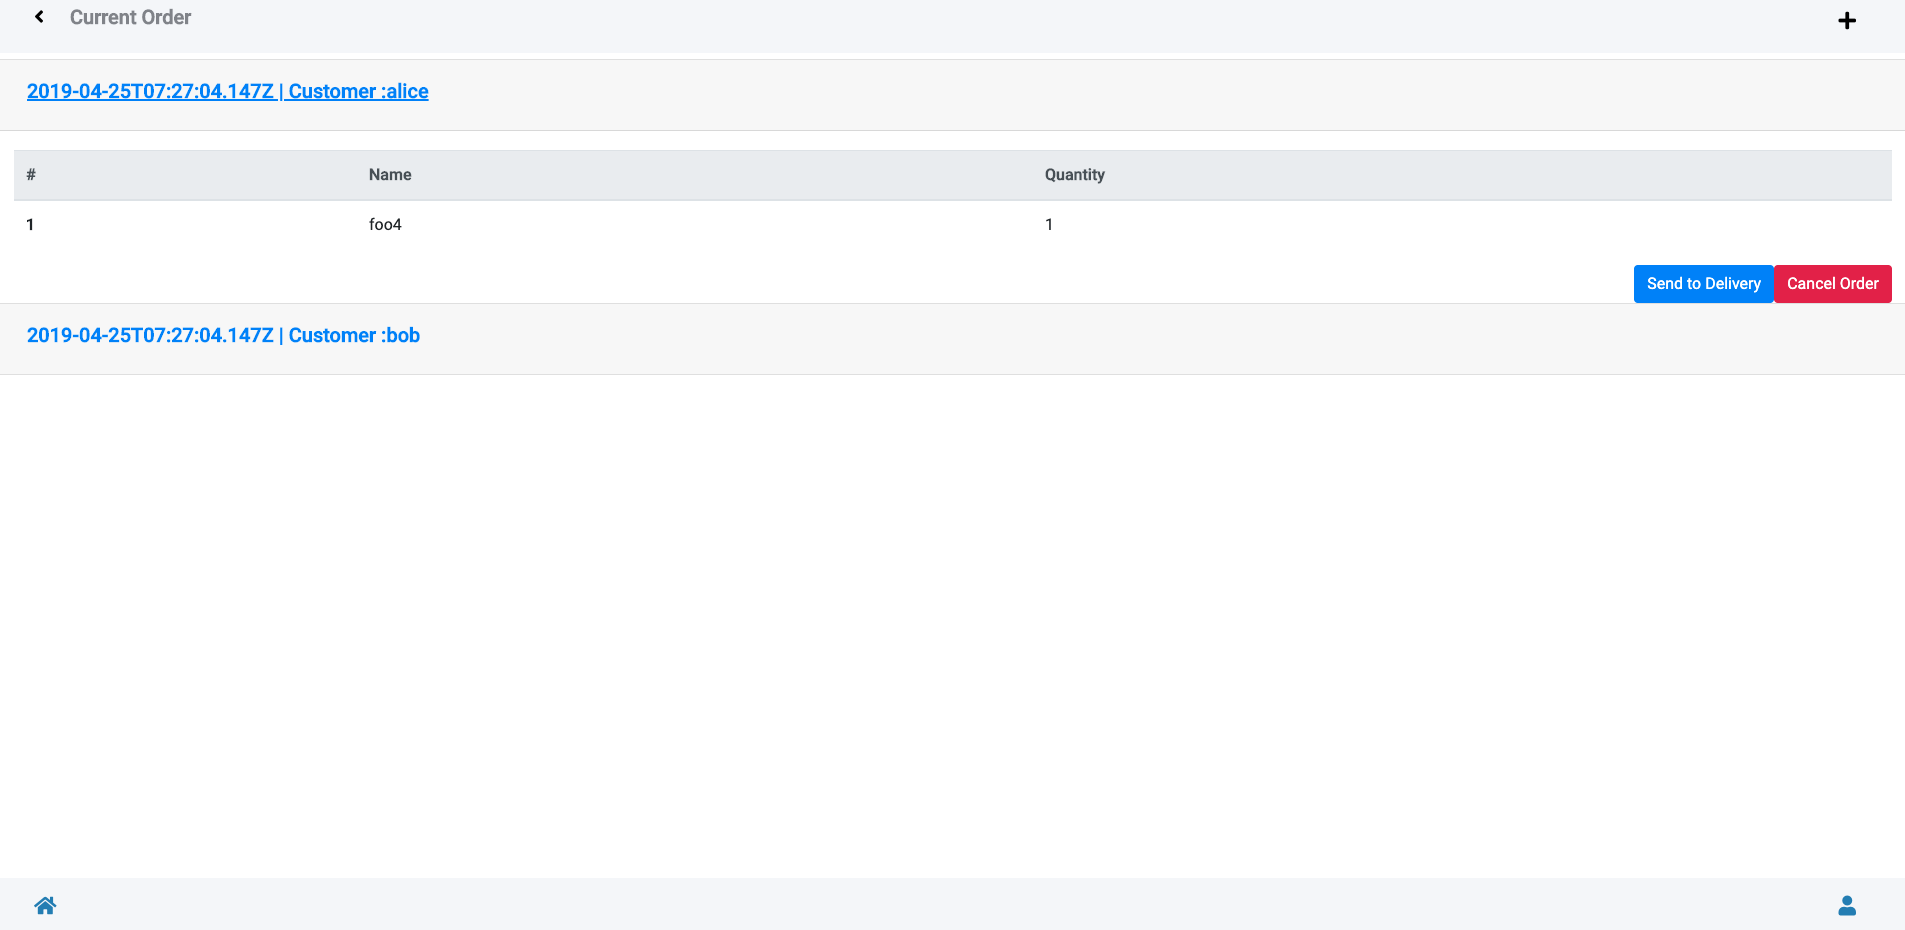 Current Order
2019-04-25T07:27:04.147Z | Customer :alice
# Name Quantity
1 foo4 1
Send to Delivery Cancel Order
2019-04-25T07:27:04.147Z | Customer :bob